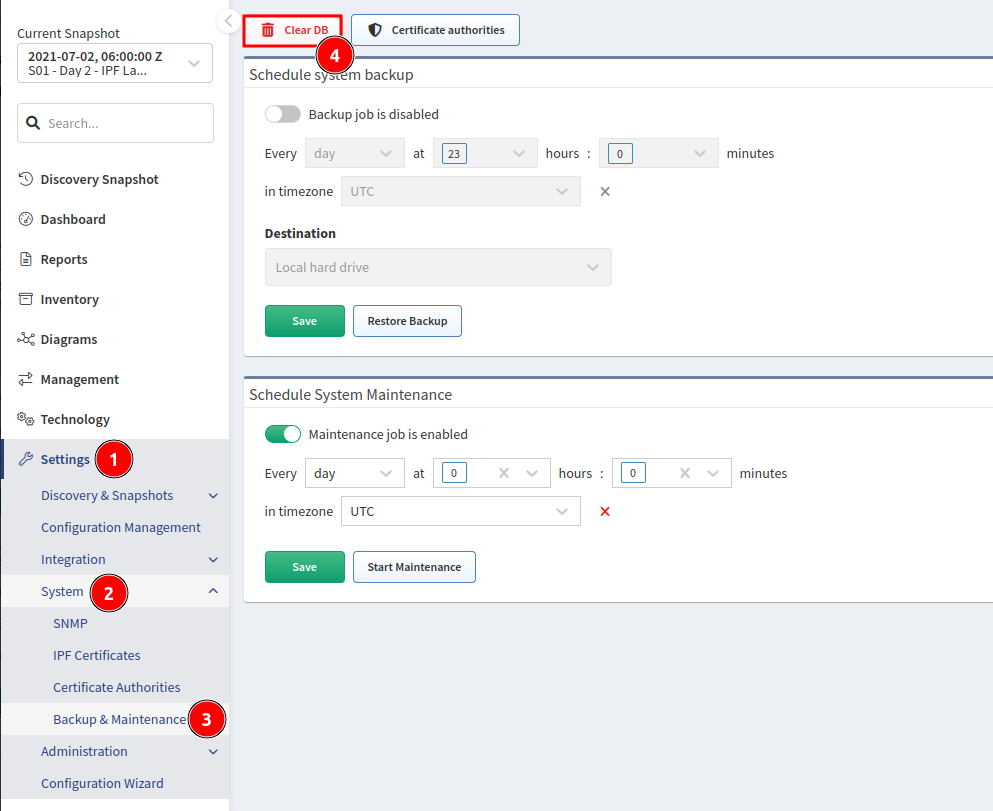 Current Snapshot
2021-07-02, 06:00:00 Z
S01 - Day 2 - IPF La...
Search...
Discovery Snapshot
Dashboard
Reports
Inventory
Diagrams
Management
Technology
Settings 1
Discovery & Snapshots
Configuration Management
Integration
System 2
SNMP
IPF Certificates
Certificate Authorities
Backup & Maintenance 3
Administration
Configuration Wizard
Clear DB 4
Certificate authorities
Schedule system backup
Backup job is disabled
Every day at 23 hours : 0 minutes
in timezone UTC ×
Destination
Local hard drive
Save Restore Backup
Schedule System Maintenance
Maintenance job is enabled
Every day at 0 × hours : 0 × minutes
in timezone UTC ×
Save Start Maintenance